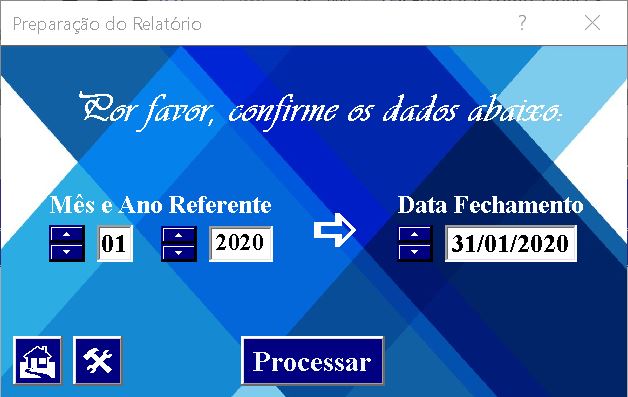 Preparação do Relatório ?
Por favor, confirme os dados abaixo:
Mês e Ano Referente Data Fechamento
01 2020 31/01/2020
Processar